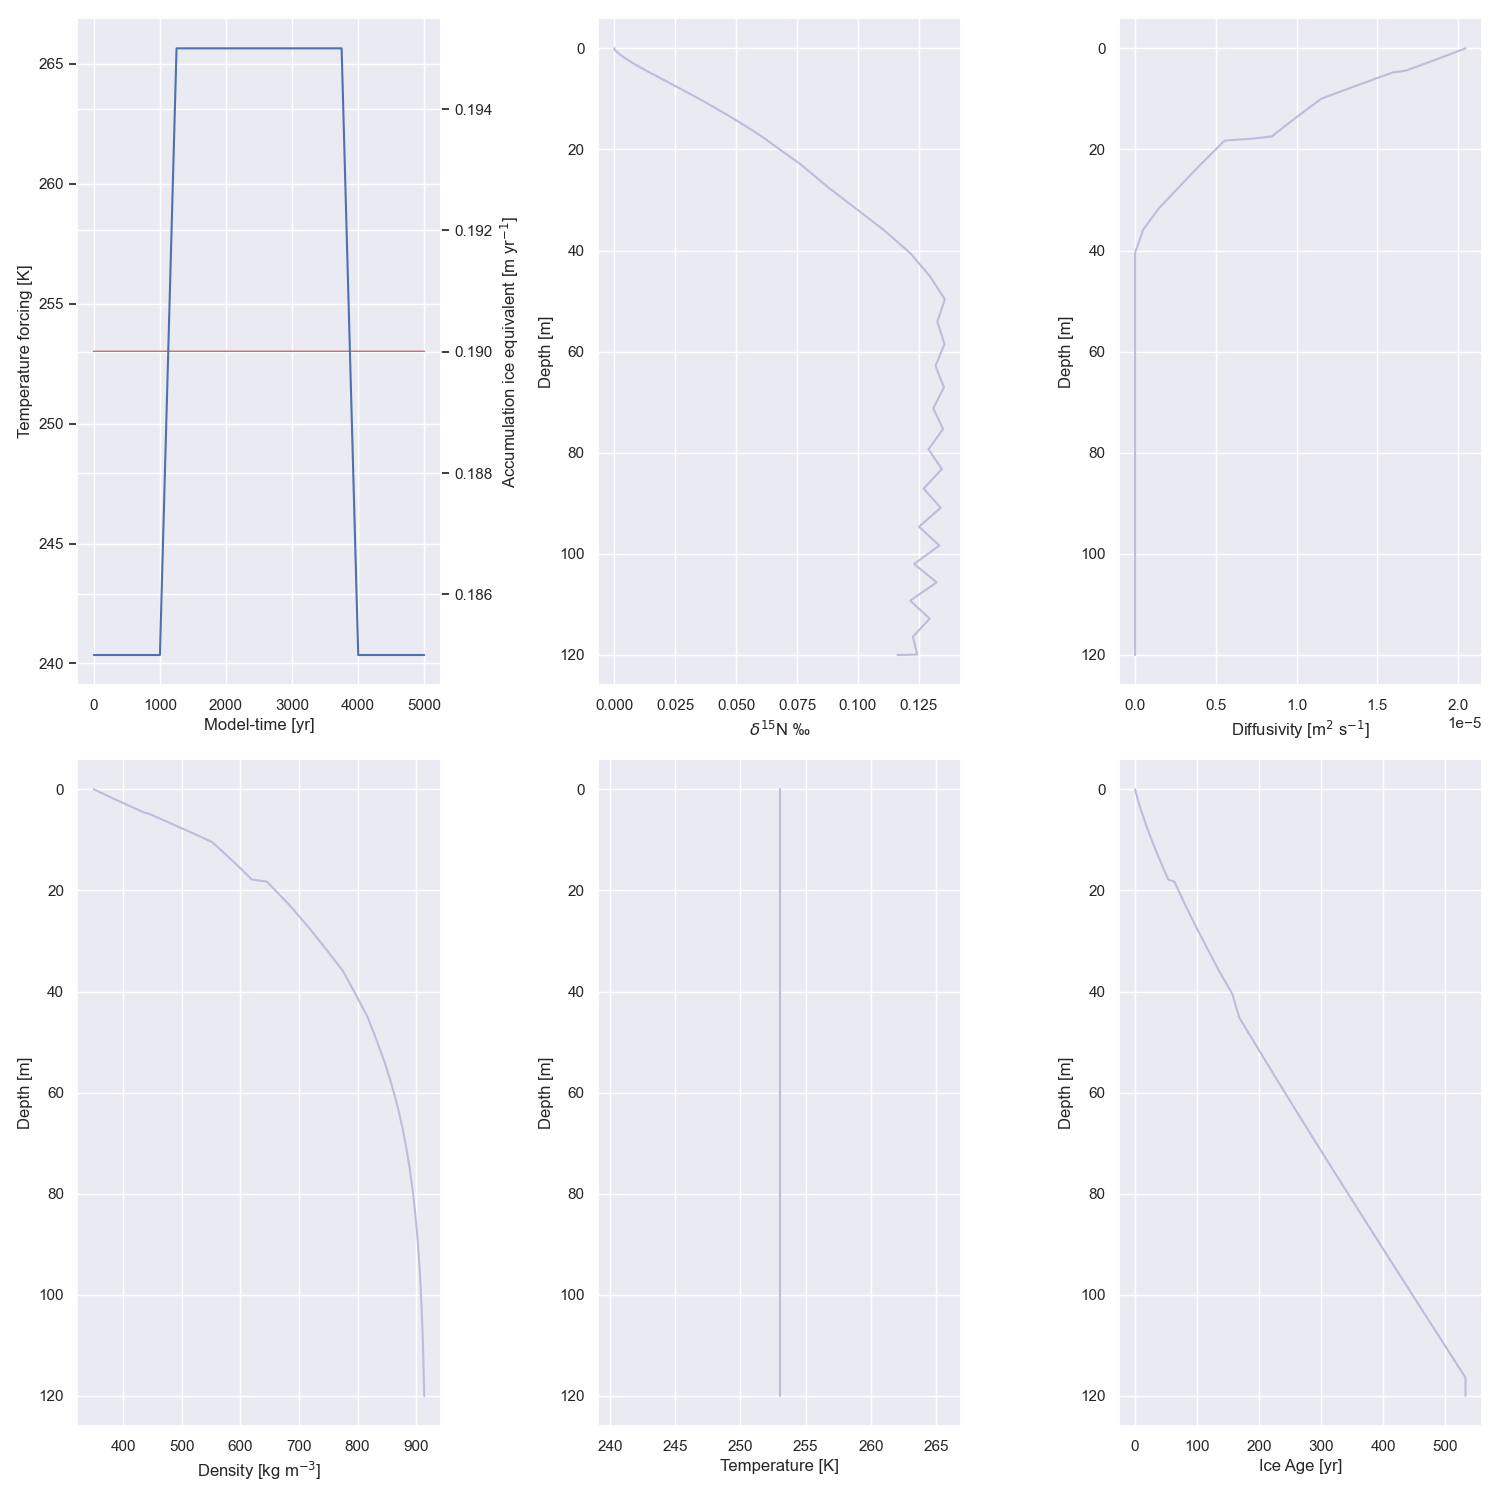 265
260
255
250
245
240
Temperature forcing [K]
0 1000 2000 3000 4000 5000
Model-time [yr]
0.194
0.192
0.190
0.188
0.186
Accumulation ice equivalent [m yr⁻¹]
0
20
40
60
80
100
120
Depth [m]
0.000 0.025 0.050 0.075 0.100 0.125
δ¹⁵N ‰
0
20
40
60
80
100
120
Depth [m]
0.0 0.5 1.0 1.5 2.0
1e−5
Diffusivity [m² s⁻¹]
0
20
40
60
80
100
120
Depth [m]
400 500 600 700 800 900
Density [kg m⁻³]
0
20
40
60
80
100
120
Depth [m]
240 245 250 255 260 265
Temperature [K]
0
20
40
60
80
100
120
Depth [m]
0 100 200 300 400 500
Ice Age [yr]